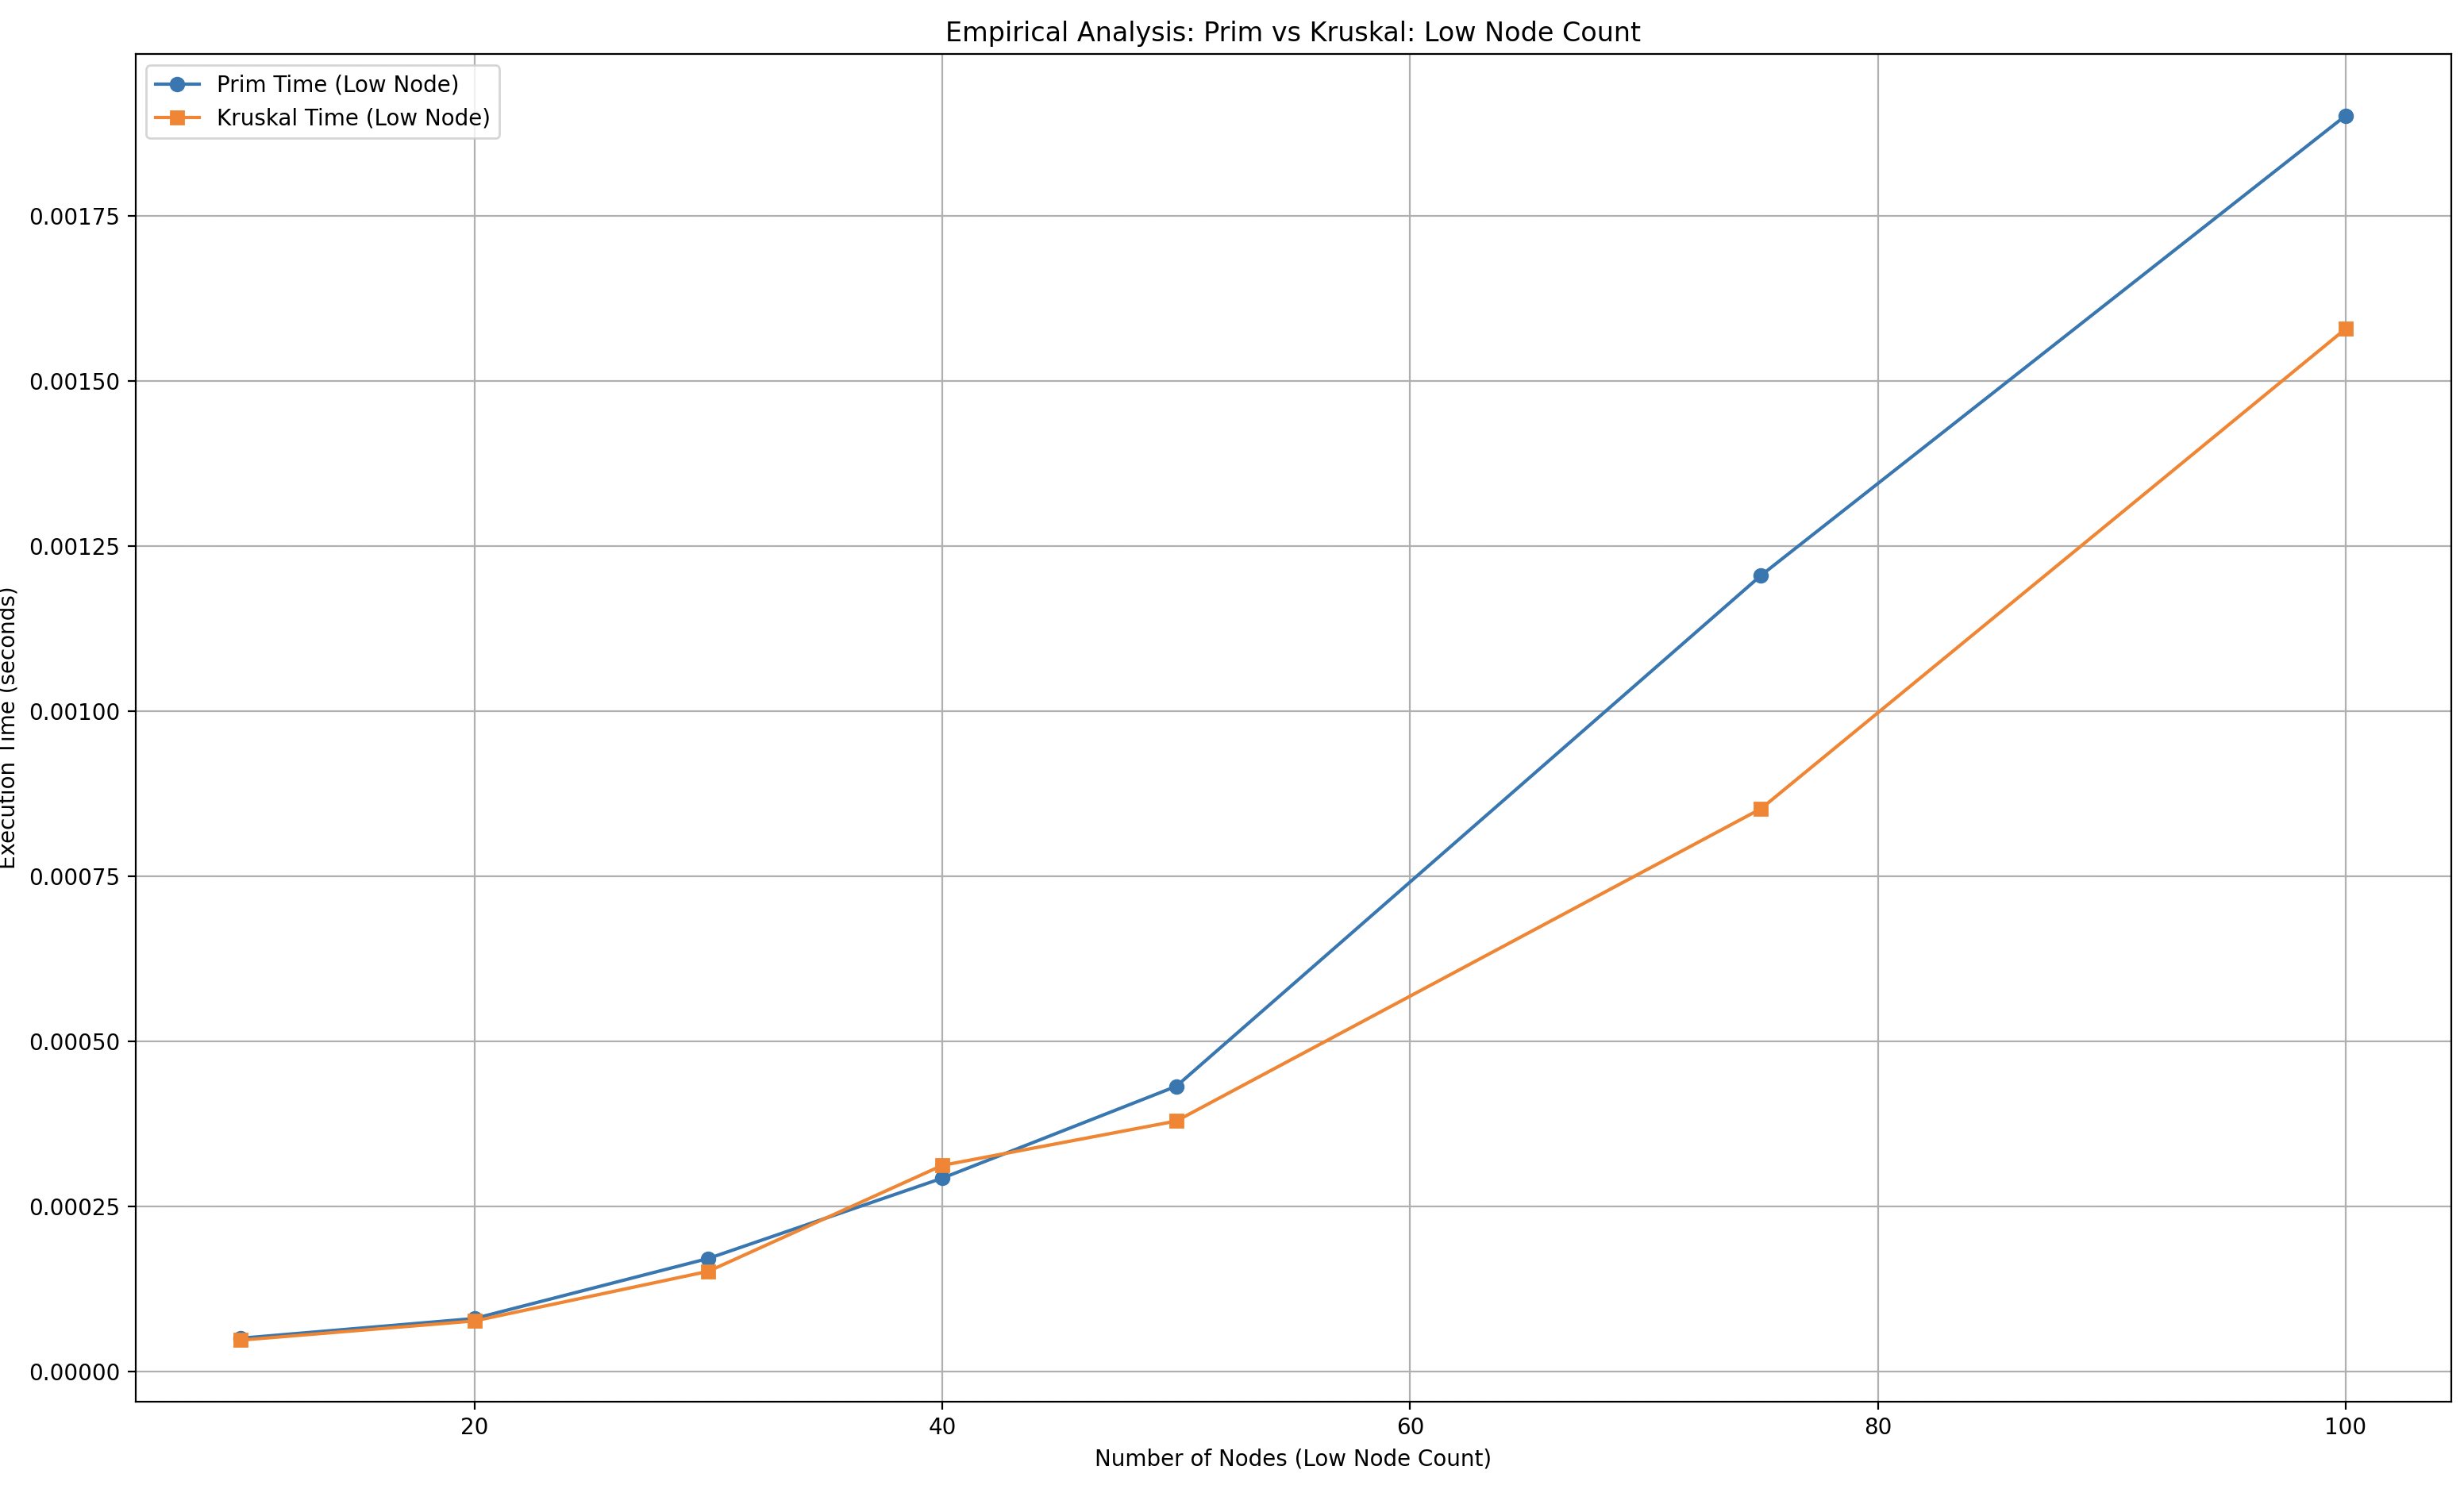 Empirical Analysis: Prim vs Kruskal: Low Node Count
Prim Time (Low Node)
Kruskal Time (Low Node)
0.00175
0.00150
0.00125
0.00100
0.00075
0.00050
0.00025
0.00000
Execution Time (seconds)
20 40 60 80 100
Number of Nodes (Low Node Count)